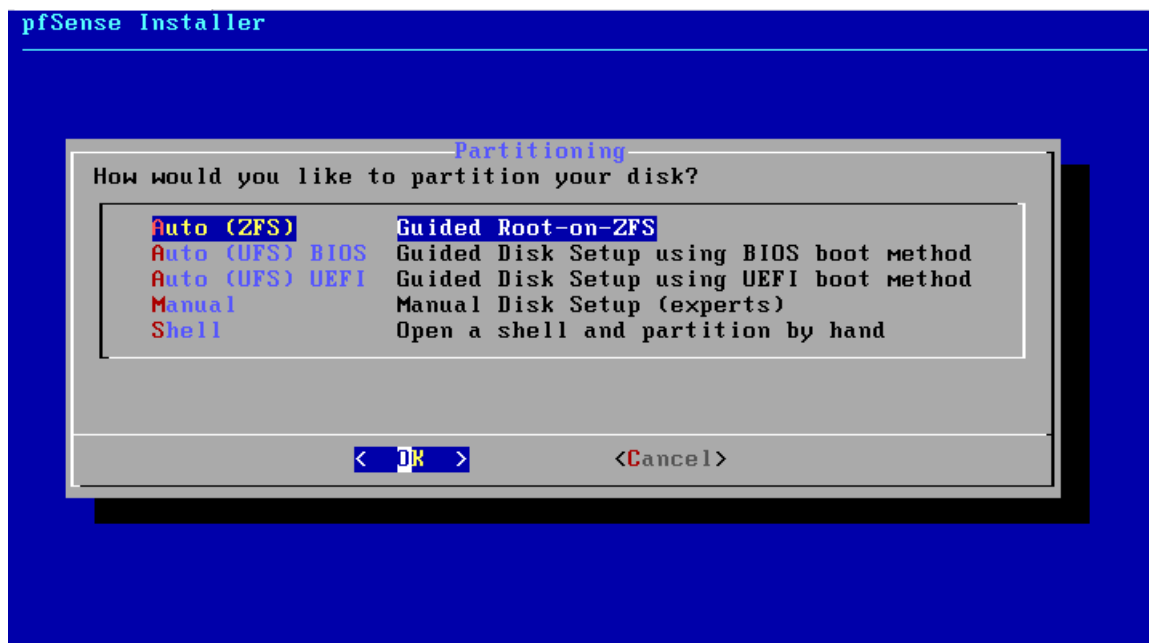 pfSense Installer
Partitioning
How would you like to partition your disk?
Auto (ZFS) Guided Root-on-ZFS
Auto (UFS) BIOS Guided Disk Setup using BIOS boot method
Auto (UFS) UEFI Guided Disk Setup using UEFI boot method
Manual Manual Disk Setup (experts)
Shell Open a shell and partition by hand
< OK > <Cancel>